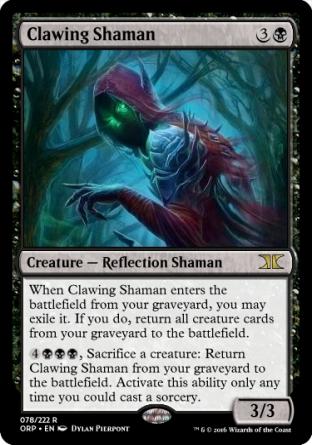 Clawing Shaman 3
Creature — Reflection Shaman
When Clawing Shaman enters the
battlefield from your graveyard, you may
exile it. If you do, return all creature cards
from your graveyard to the battlefield.
4, Sacrifice a creature: Return
Clawing Shaman from your graveyard to
the battlefield. Activate this ability only any
time you could cast a sorcery.
3/3
078/222 R
ORP • EN Dylan Pierpont
™ & © 2016 Wizards of the Coast